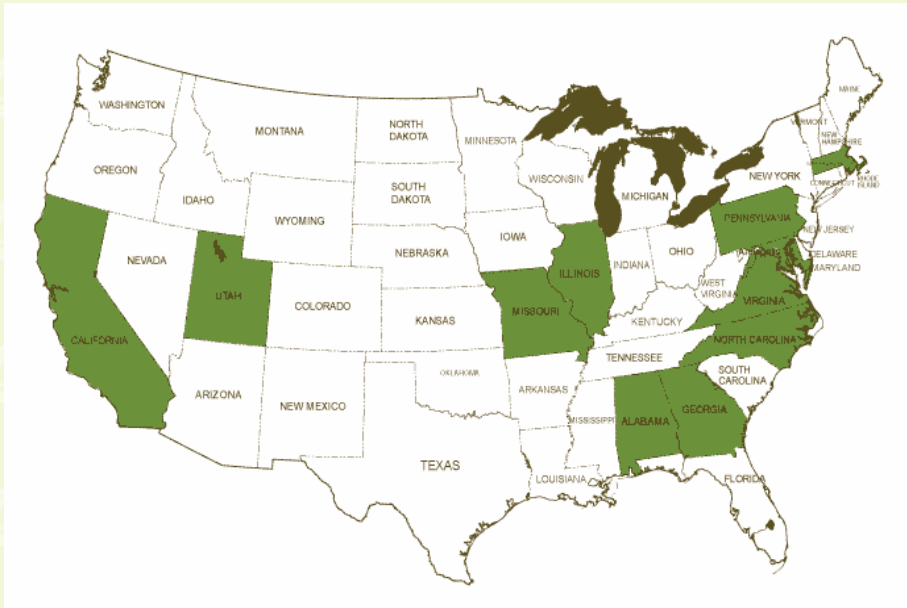 WASHINGTON
MONTANA
NORTH
DAKOTA
MINNESOTA
MAINE
VERMONT
NEW
HAMPSHIRE
OREGON
IDAHO
SOUTH
DAKOTA
WISCONSIN
MICHIGAN
NEW YORK
CONNECTICUT
RHODE
ISLAND
WYOMING
IOWA
PENNSYLVANIA
NEW JERSEY
NEVADA
NEBRASKA
ILLINOIS
INDIANA
OHIO
DELAWARE
MARYLAND
UTAH
COLORADO
KANSAS
MISSOURI
WEST
VIRGINIA
VIRGINIA
KENTUCKY
CALIFORNIA
NORTH CAROLINA
TENNESSEE
ARIZONA
NEW MEXICO
OKLAHOMA
ARKANSAS
SOUTH
CAROLINA
MISSISSIPPI
ALABAMA
GEORGIA
TEXAS
LOUISIANA
FLORIDA